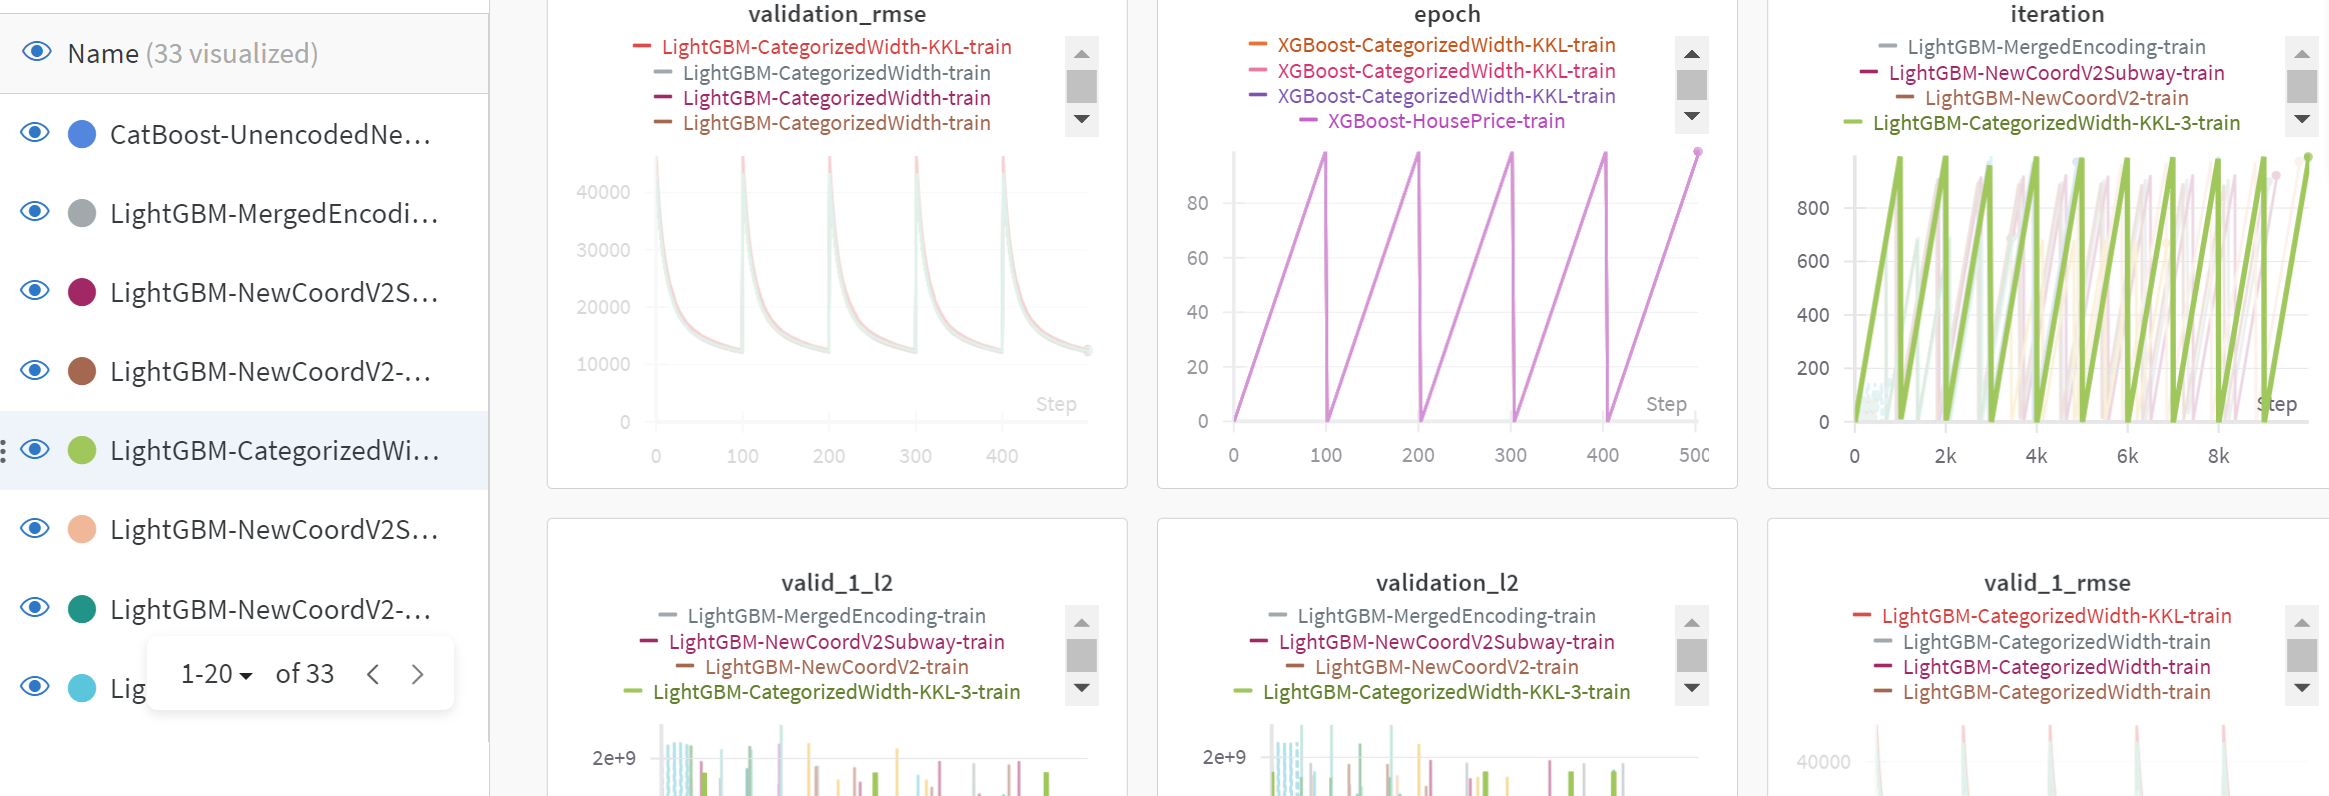 Name (33 visualized)
CatBoost-UnencodedNe...
LightGBM-MergedEncodi...
LightGBM-NewCoordV2S...
LightGBM-NewCoordV2-...
LightGBM-CategorizedWi...
LightGBM-NewCoordV2S...
LightGBM-NewCoordV2-...
Lig
1-20 of 33
validation_rmse
LightGBM-CategorizedWidth-KKL-train
LightGBM-CategorizedWidth-train
LightGBM-CategorizedWidth-train
LightGBM-CategorizedWidth-train
40000
30000
20000
10000
0
Step
0 100 200 300 400
epoch
XGBoost-CategorizedWidth-KKL-train
XGBoost-CategorizedWidth-KKL-train
XGBoost-CategorizedWidth-KKL-train
XGBoost-HousePrice-train
80
60
40
20
0
Step
0 100 200 300 400 500
iteration
LightGBM-MergedEncoding-train
LightGBM-NewCoordV2Subway-train
LightGBM-NewCoordV2-train
LightGBM-CategorizedWidth-KKL-3-train
800
600
400
200
0
Step
0 2k 4k 6k 8k
valid_1_l2
LightGBM-MergedEncoding-train
LightGBM-NewCoordV2Subway-train
LightGBM-NewCoordV2-train
LightGBM-CategorizedWidth-KKL-3-train
2e+9
validation_l2
LightGBM-MergedEncoding-train
LightGBM-NewCoordV2Subway-train
LightGBM-NewCoordV2-train
LightGBM-CategorizedWidth-KKL-3-train
2e+9
valid_1_rmse
LightGBM-CategorizedWidth-KKL-train
LightGBM-CategorizedWidth-train
LightGBM-CategorizedWidth-train
LightGBM-CategorizedWidth-train
40000